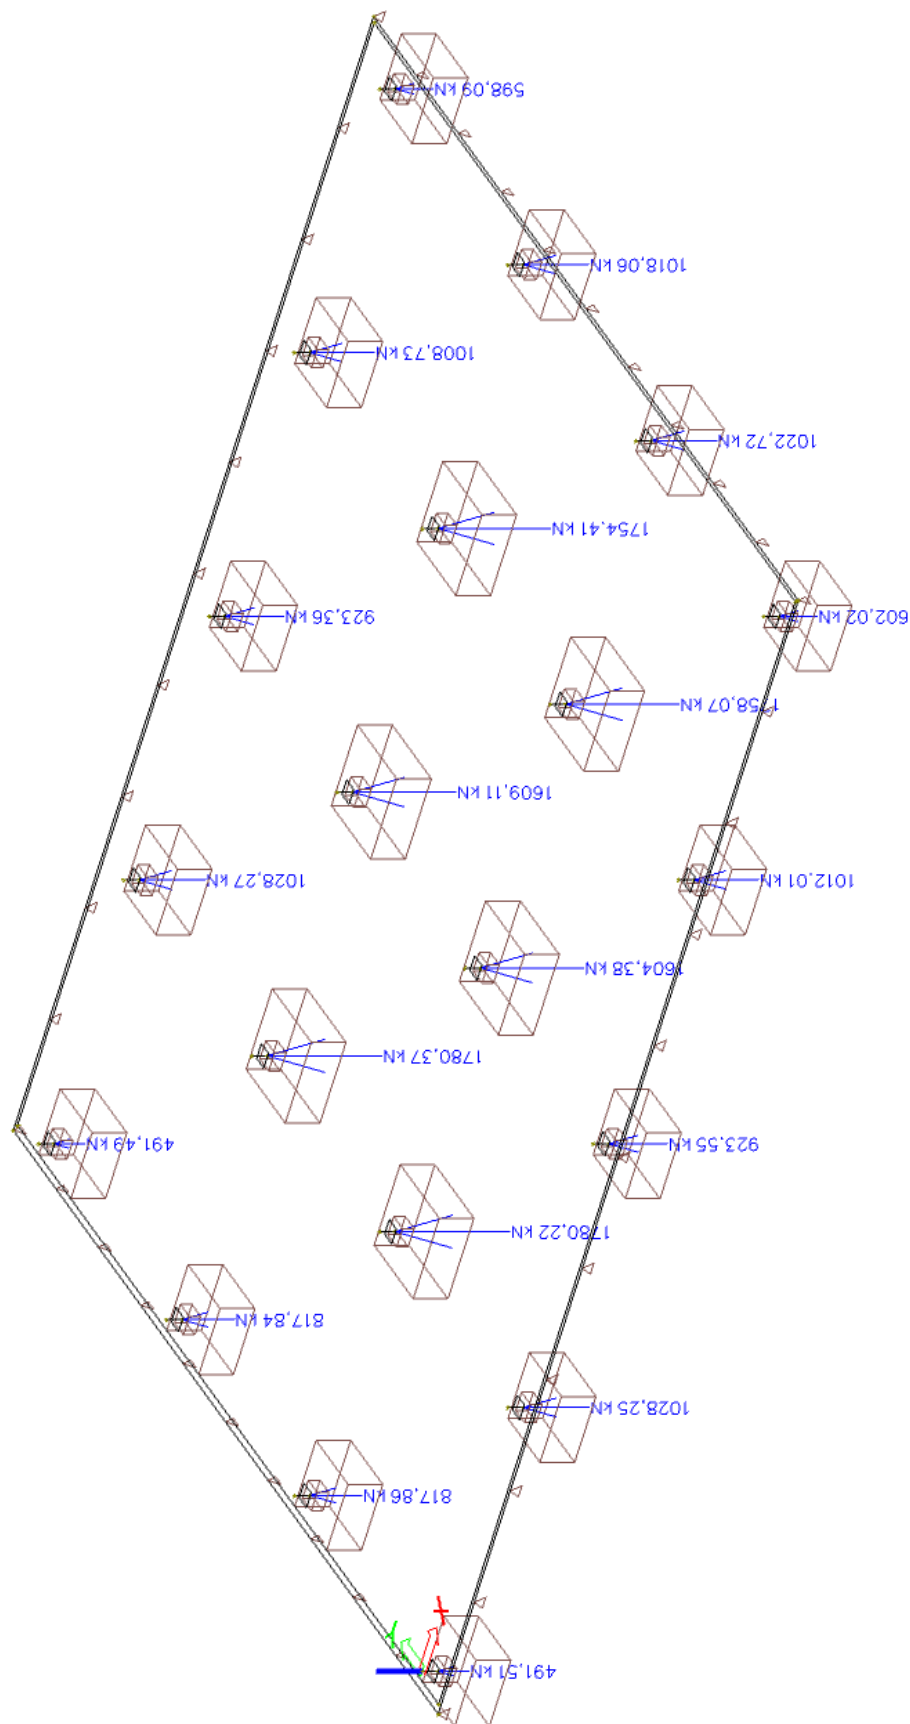 598,09 kN
1018,06 kN
1008,73 kN
1022,72 kN
1754,41 kN
602,02 kN
923,36 kN
1758,07 kN
1609,11 kN
1028,27 kN
1012,01 kN
1604,38 kN
1780,37 kN
491,49 kN
923,55 kN
1780,22 kN
817,84 kN
1028,25 kN
817,86 kN
Y
X
491,51 kN